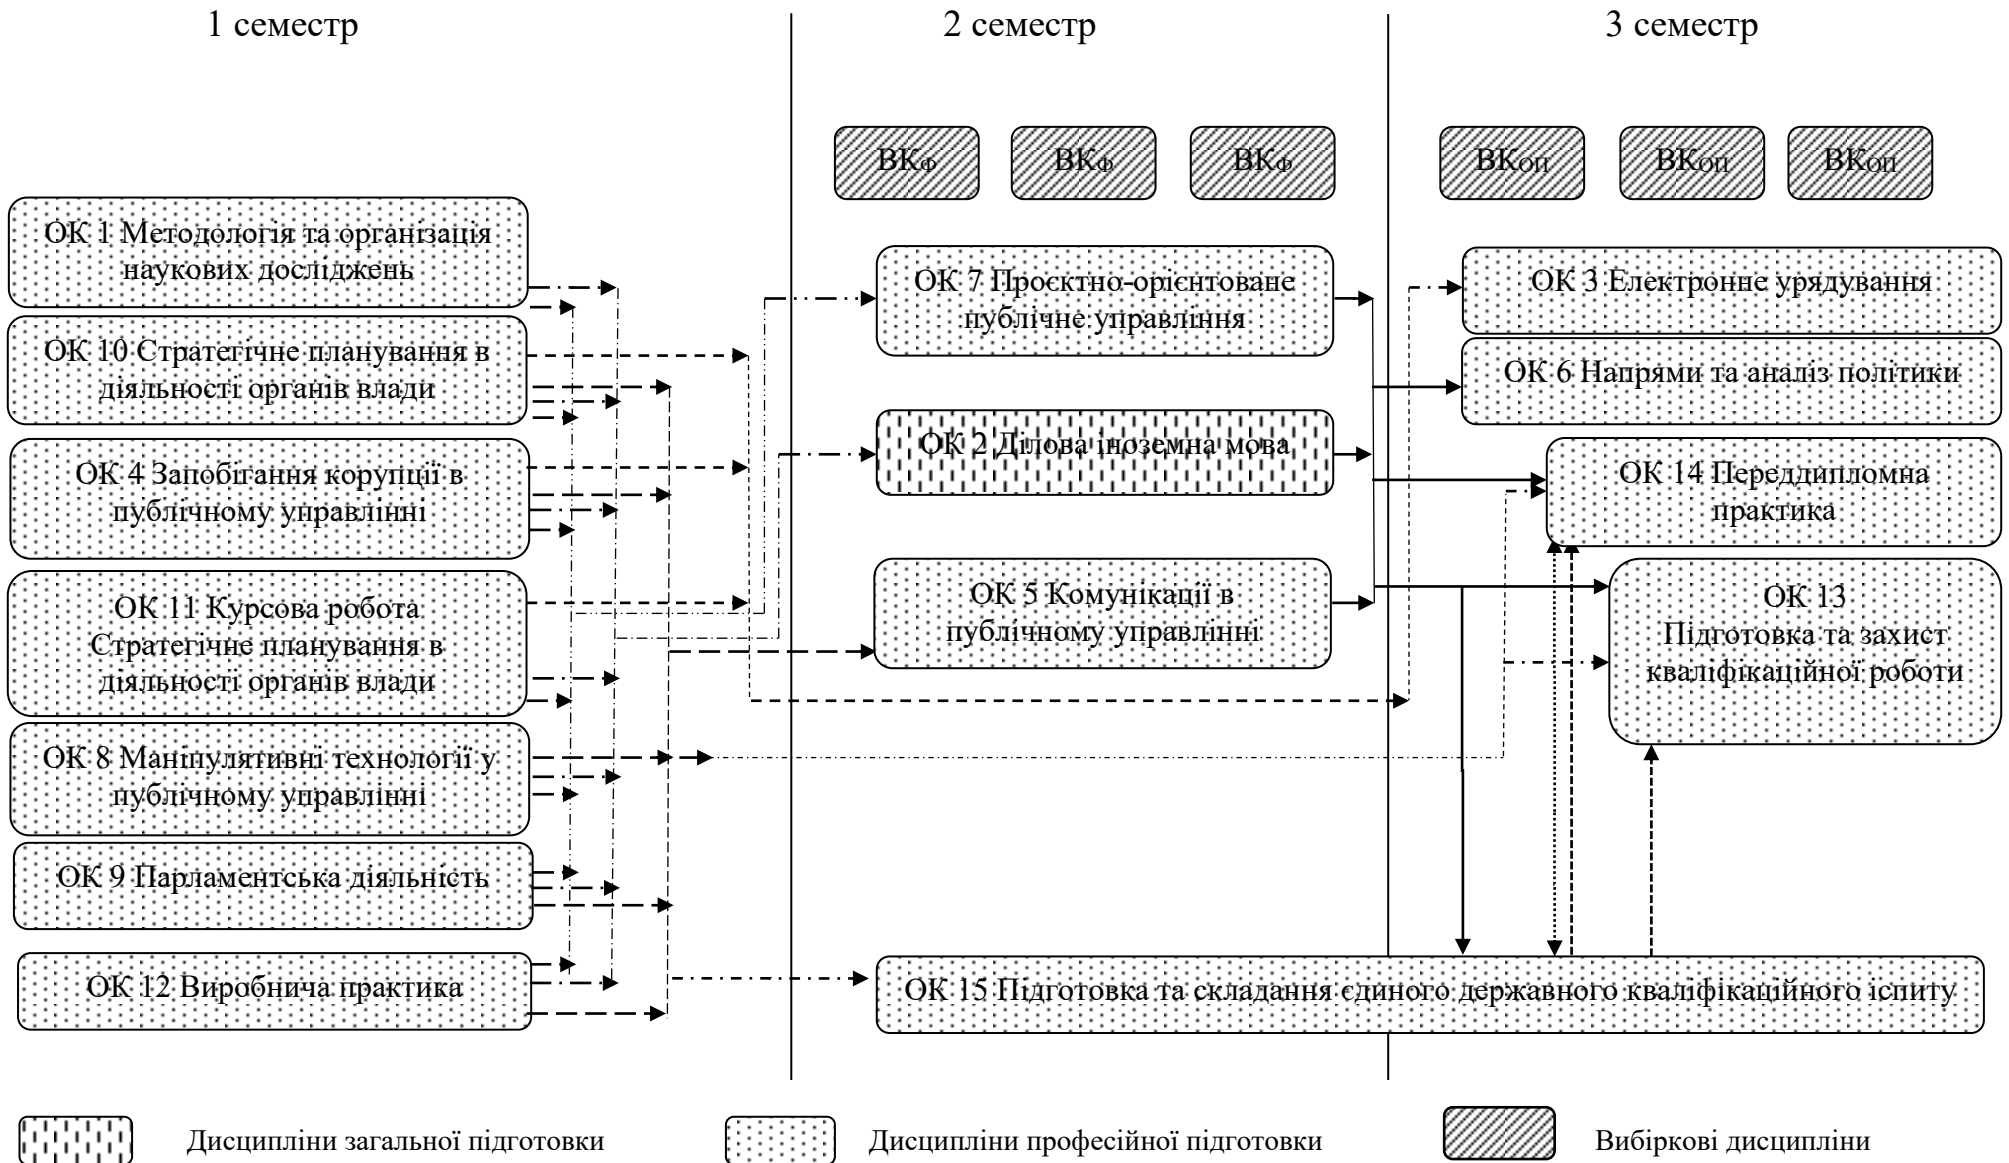 1 семестр
2 семестр
3 семестр
ВКФ
ВКФ
ВКФ
ВКОП
ВКОП
ВКОП
ОК 1 Методологія та організація
наукових досліджень
ОК 10 Стратегічне планування в
діяльності органів влади
ОК 4 Запобігання корупції в
публічному управлінні
ОК 11 Курсова робота
Стратегічне планування в
діяльності органів влади
ОК 8 Маніпулятивні технології у
публічному управлінні
ОК 9 Парламентська діяльність
ОК 12 Виробнича практика
ОК 7 Проєктно-орієнтоване
публічне управління
ОК 2 Ділова іноземна мова
ОК 5 Комунікації в
публічному управлінні
ОК 3 Електронне урядування
ОК 6 Напрями та аналіз політики
ОК 14 Переддипломна
практика
ОК 13
Підготовка та захист
кваліфікаційної роботи
ОК 15 Підготовка та складання єдиного державного кваліфікаційного іспиту
Дисципліни загальної підготовки
Дисципліни професійної підготовки
Вибіркові дисципліни